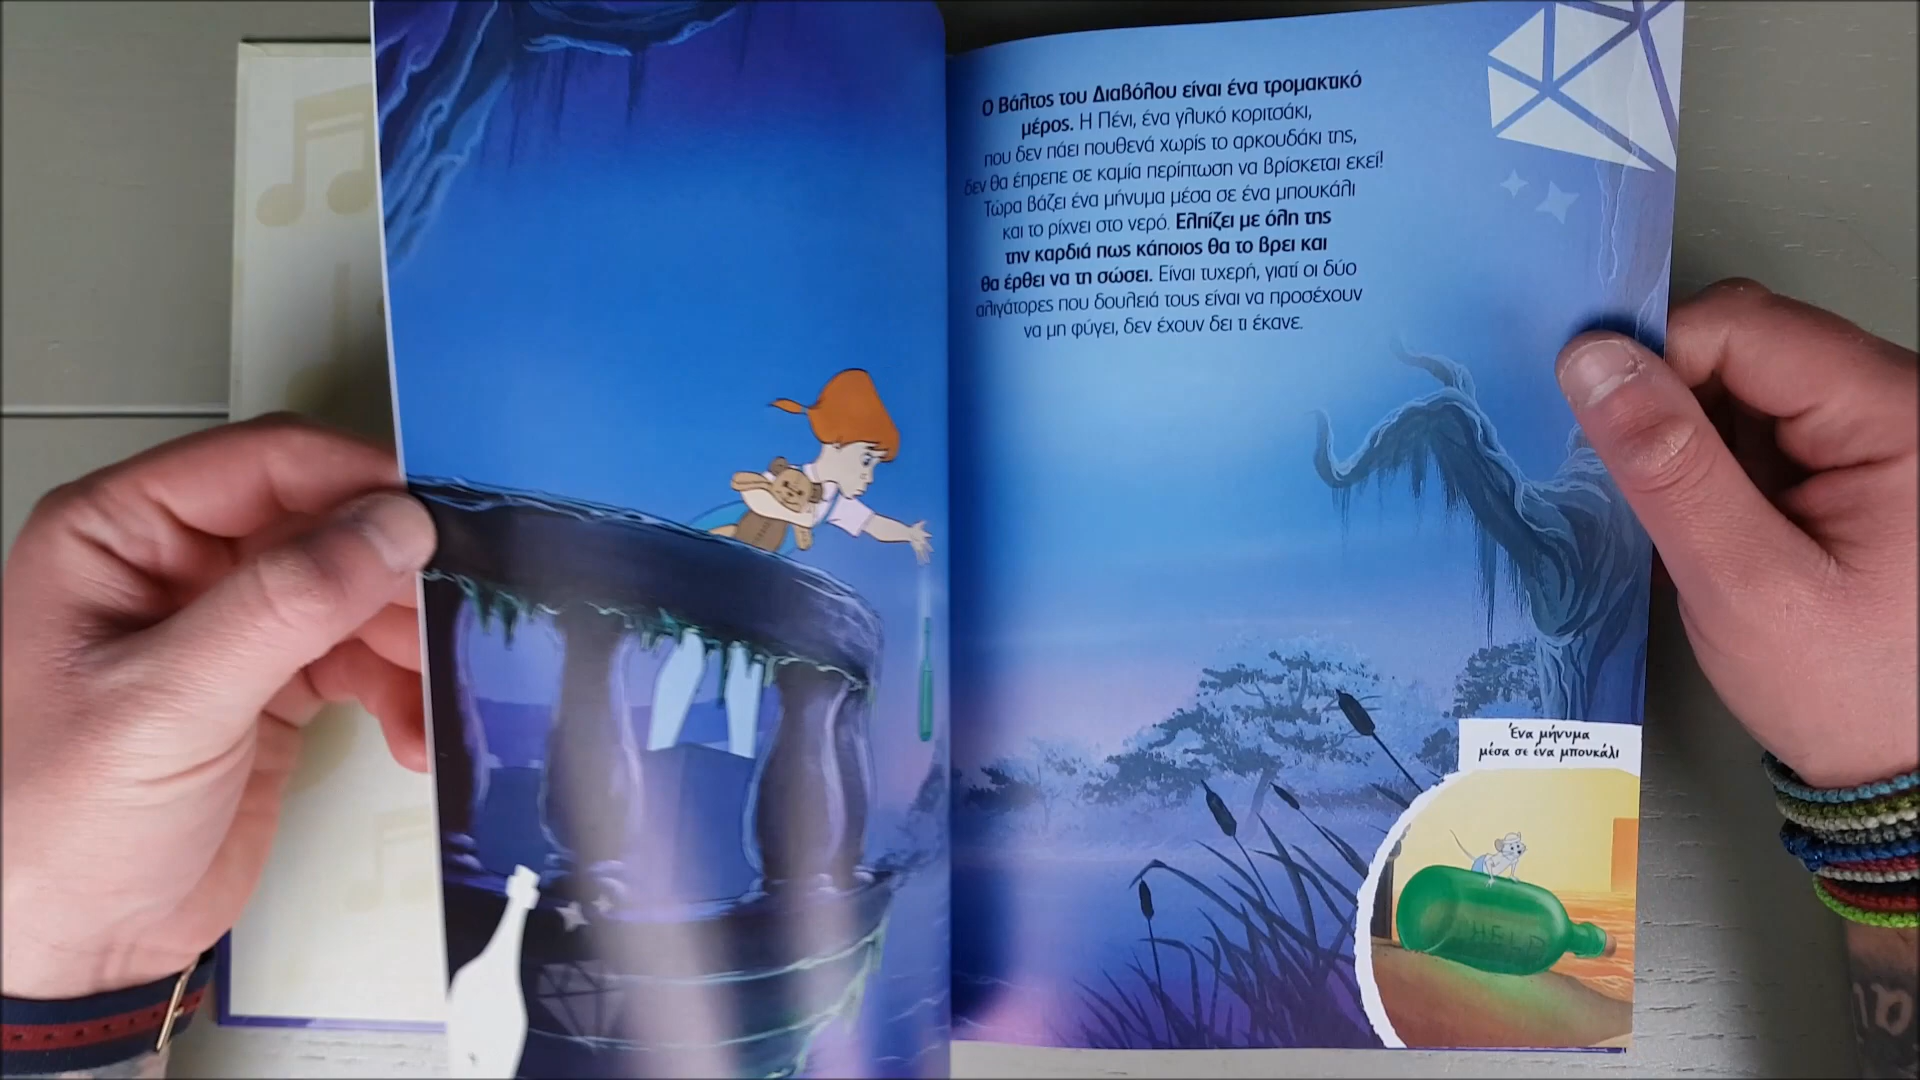 Ο Βάλτος του Διαβόλου είναι ένα τρομακτικό
μέρος. Η Πένι, ένα γλυκό κοριτσάκι,
που δεν πάει πουθενά χωρίς το αρκουδάκι της,
δεν θα έπρεπε σε καμία περίπτωση να βρίσκεται εκεί!
Τώρα βάζει ένα μήνυμα μέσα σε ένα μπουκάλι
και το ρίχνει στο νερό. Ελπίζει με όλη της
την καρδιά πως κάποιος θα το βρει και
θα έρθει να τη σώσει. Είναι τυχερή, γιατί οι δύο
αλιγάτορες που δουλειά τους είναι να προσέχουν
να μη φύγει, δεν έχουν δει τι έκανε.
Ένα μήνυμα
μέσα σε ένα μπουκάλι
HELP